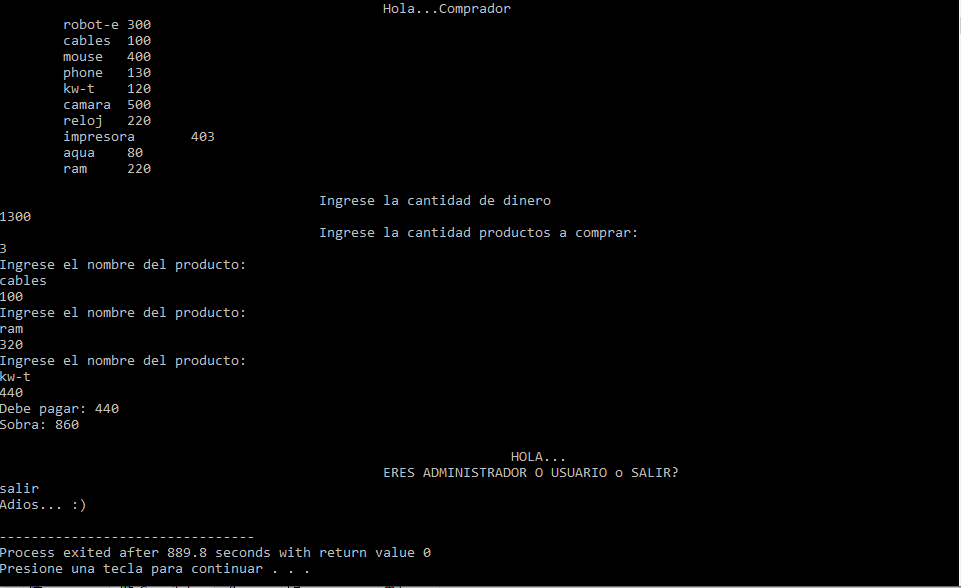 Hola...Comprador
robot-e 300
cables 100
mouse 400
phone 130
kw-t 120
camara 500
reloj 220
impresora 403
aqua 80
ram 220
Ingrese la cantidad de dinero
1300
Ingrese la cantidad productos a comprar:
3
Ingrese el nombre del producto:
cables
100
Ingrese el nombre del producto:
ram
320
Ingrese el nombre del producto:
kw-t
440
Debe pagar: 440
Sobra: 860
HOLA...
ERES ADMINISTRADOR O USUARIO o SALIR?
salir
Adios... :)
--------------------------------
Process exited after 889.8 seconds with return value 0
Presione una tecla para continuar . . .